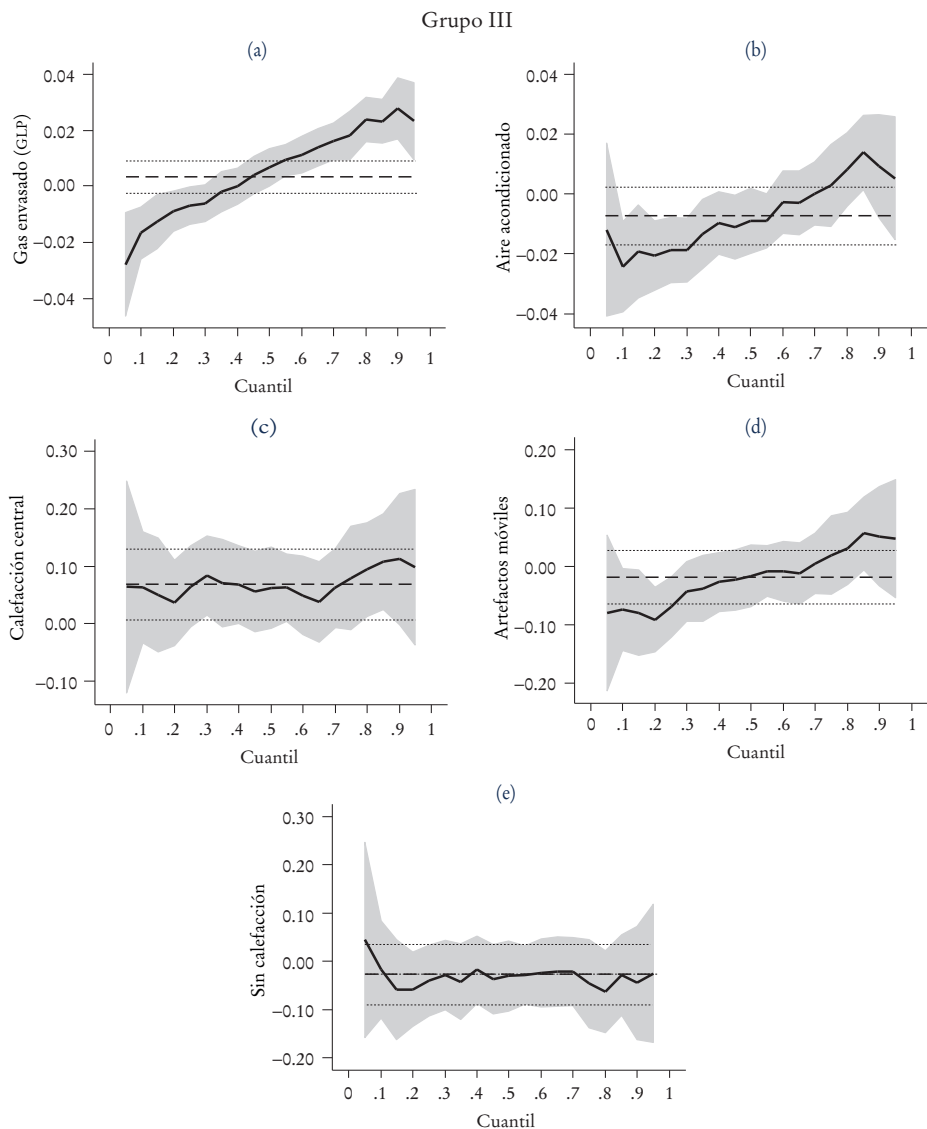 Grupo III
(a)
Gas envasado (GLP)
0.04
0.02
0.00
−0.02
−0.04
0 .1 .2 .3 .4 .5 .6 .7 .8 .9 1
Cuantil
(b)
Aire acondicionado
0.04
0.02
0.00
−0.02
−0.04
0 .1 .2 .3 .4 .5 .6 .7 .8 .9 1
Cuantil
(c)
Calefacción central
0.30
0.20
0.10
0.00
−0.10
0 .1 .2 .3 .4 .5 .6 .7 .8 .9 1
Cuantil
(d)
Artefactos móviles
0.20
0.10
0.00
−0.10
−0.20
0 .1 .2 .3 .4 .5 .6 .7 .8 .9 1
Cuantil
(e)
Sin calefacción
0.30
0.20
0.10
0.00
−0.10
−0.20
0 .1 .2 .3 .4 .5 .6 .7 .8 .9 1
Cuantil